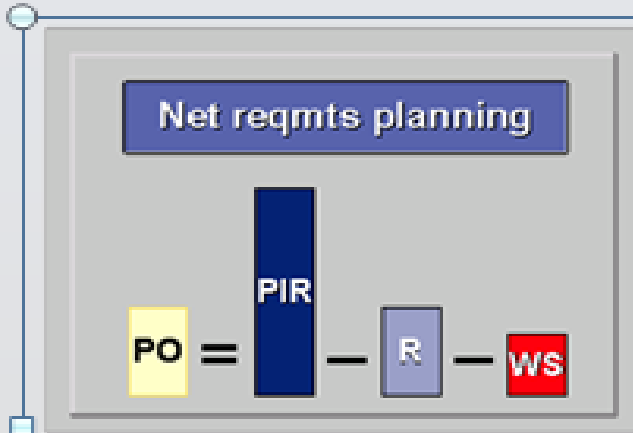 Net reqmts planning
PO = PIR – R – WS